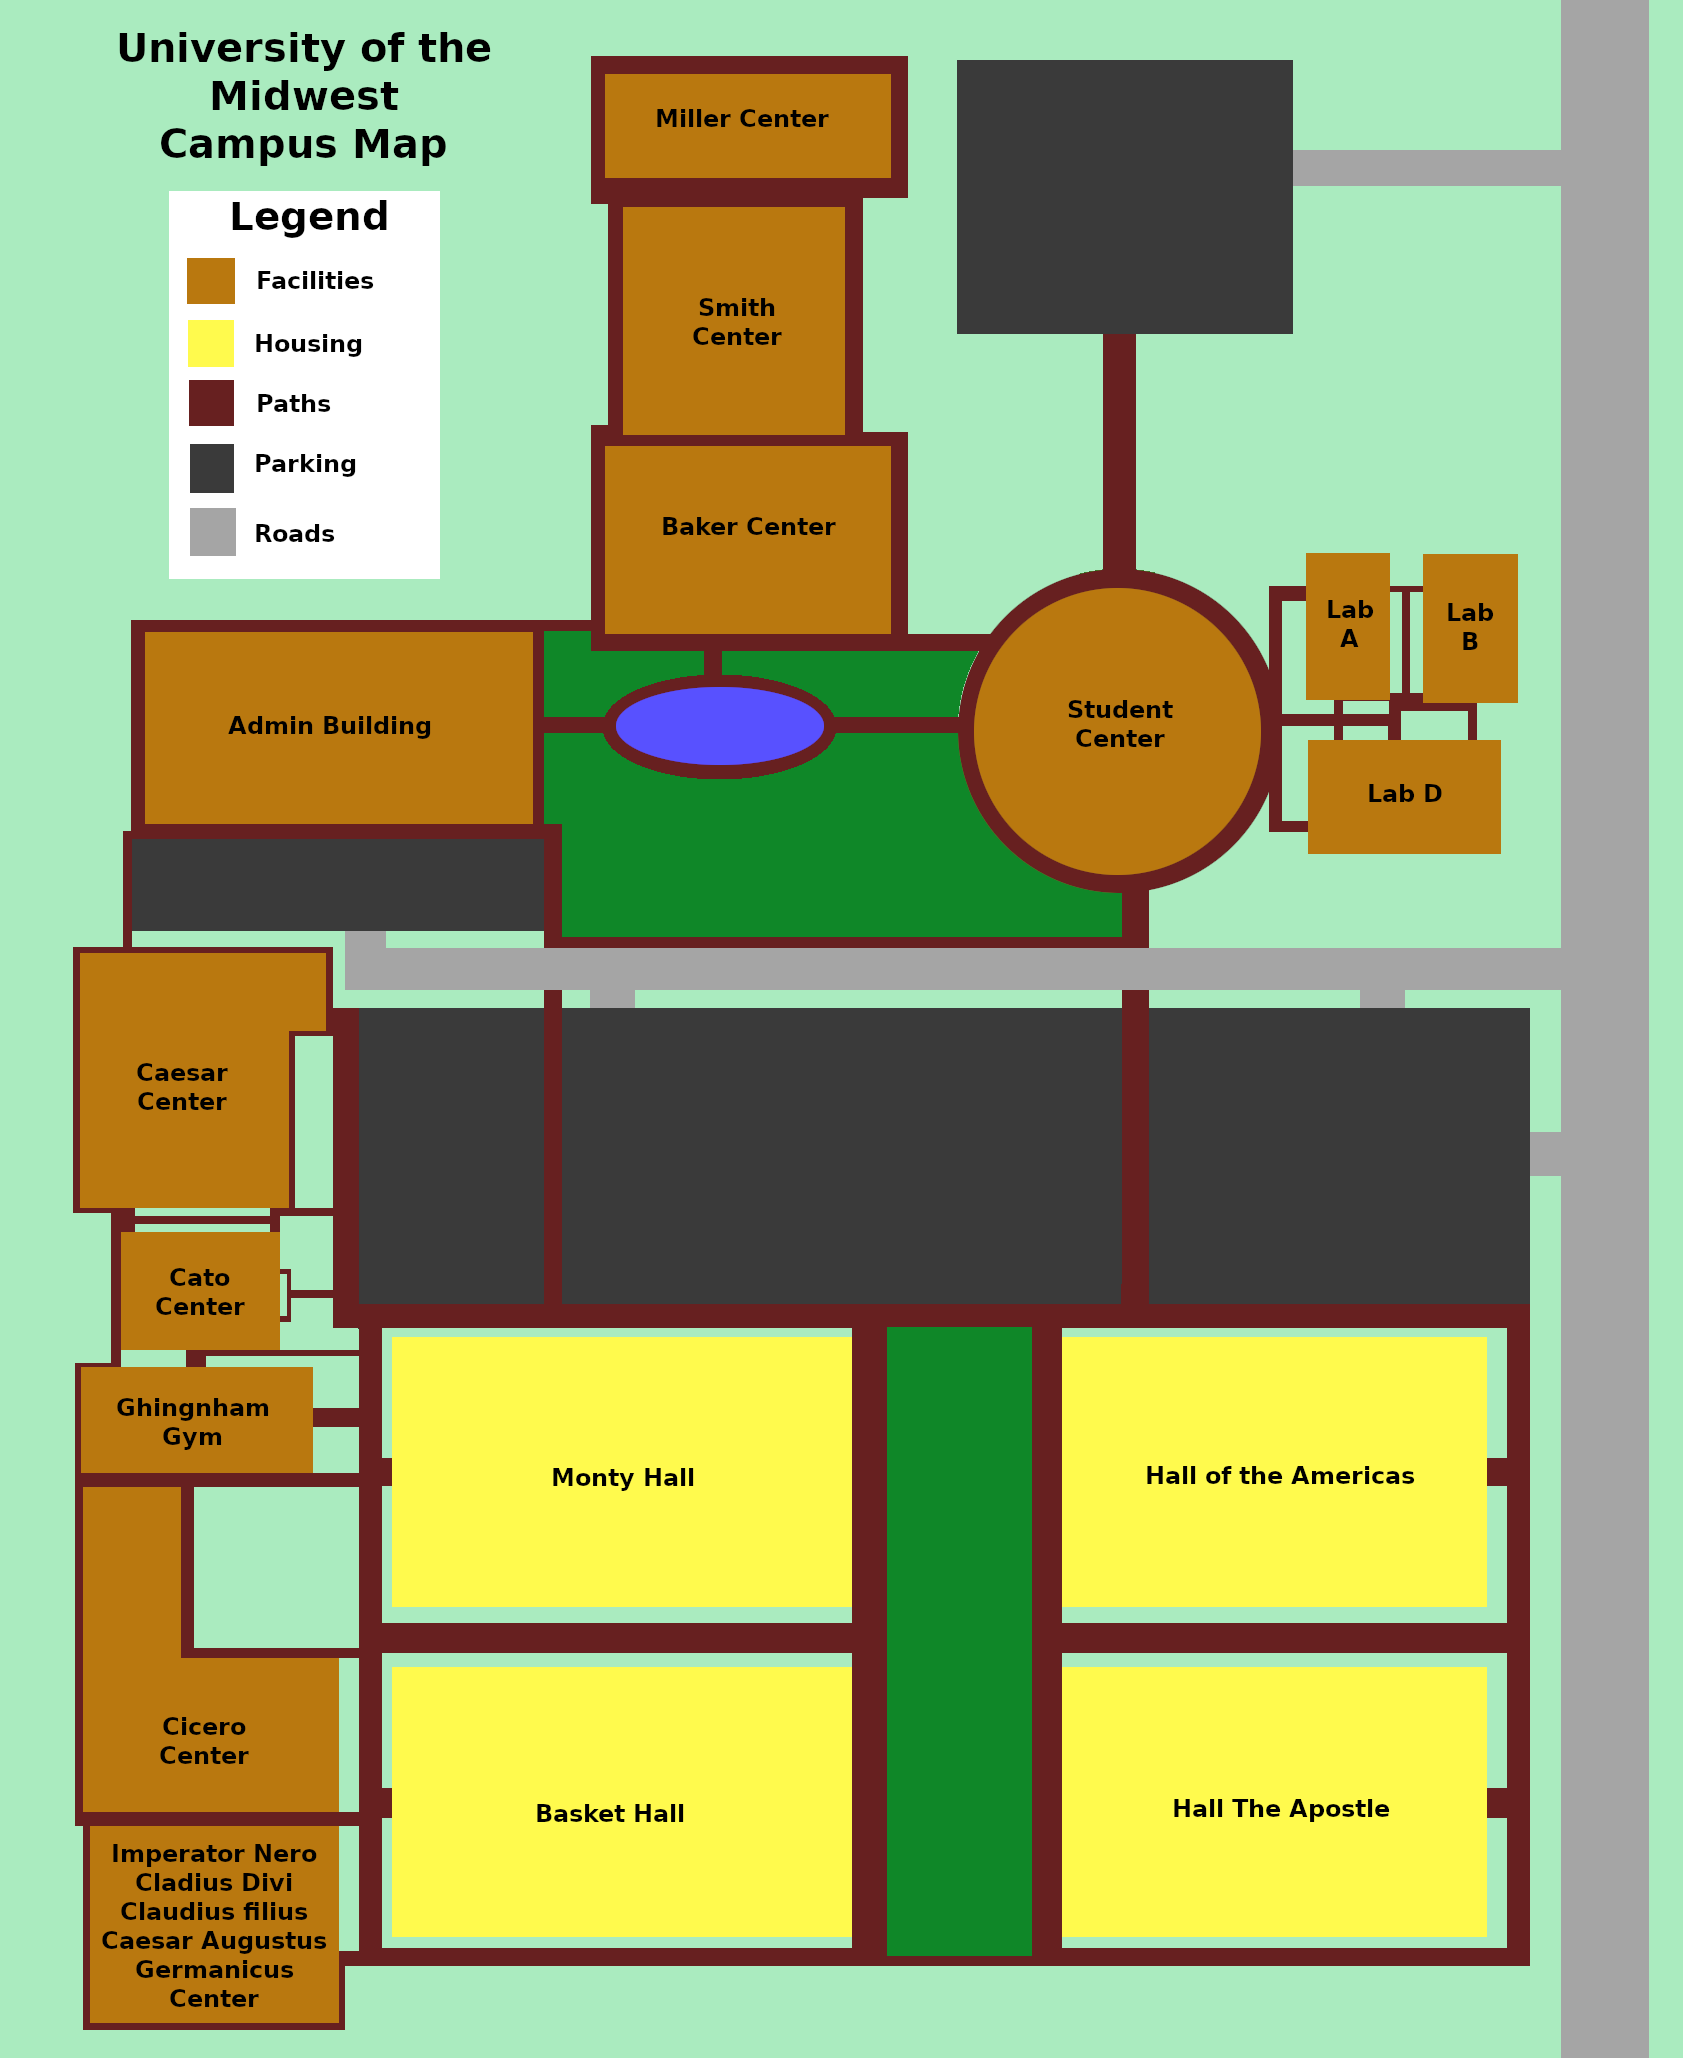 University of the
Midwest
Campus Map
Legend
Facilities
Housing
Paths
Parking
Roads
Miller Center
Smith
Center
Baker Center
Admin Building
Student
Center
Lab
A
Lab
B
Lab D
Caesar
Center
Cato
Center
Ghingnham
Gym
Monty Hall
Hall of the Americas
Cicero
Center
Basket Hall
Hall The Apostle
Imperator Nero
Cladius Divi
Claudius filius
Caesar Augustus
Germanicus
Center